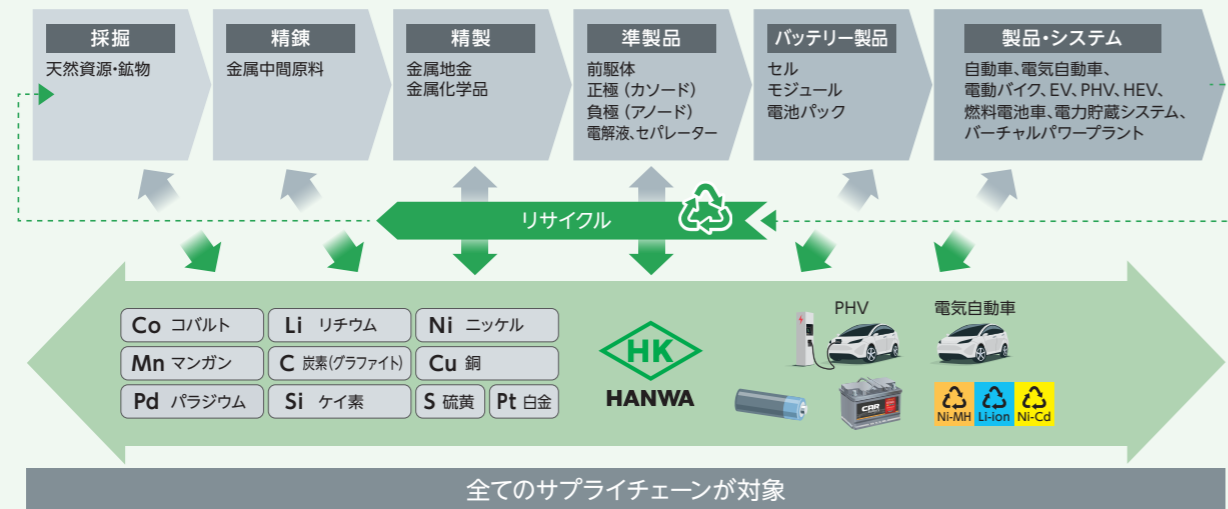 採掘
天然資源・鉱物
精錬
金属中間原料
精製
金属地金
金属化学品
準製品
前駆体
正極（カソード）
負極（アノード）
電解液、セパレーター
バッテリー製品
セル
モジュール
電池パック
製品・システム
自動車、電気自動車、
電動バイク、EV、PHV、HEV、
燃料電池車、電力貯蔵システム、
バーチャルパワープラント
リサイクル
Co コバルト
Li リチウム
Ni ニッケル
Mn マンガン
C 炭素(グラファイト)
Cu 銅
Pd パラジウム
Si ケイ素
S 硫黄
Pt 白金
HK
HANWA
PHV
電気自動車
CAR
Ni-MH
Li-ion
Ni-Cd
全てのサプライチェーンが対象